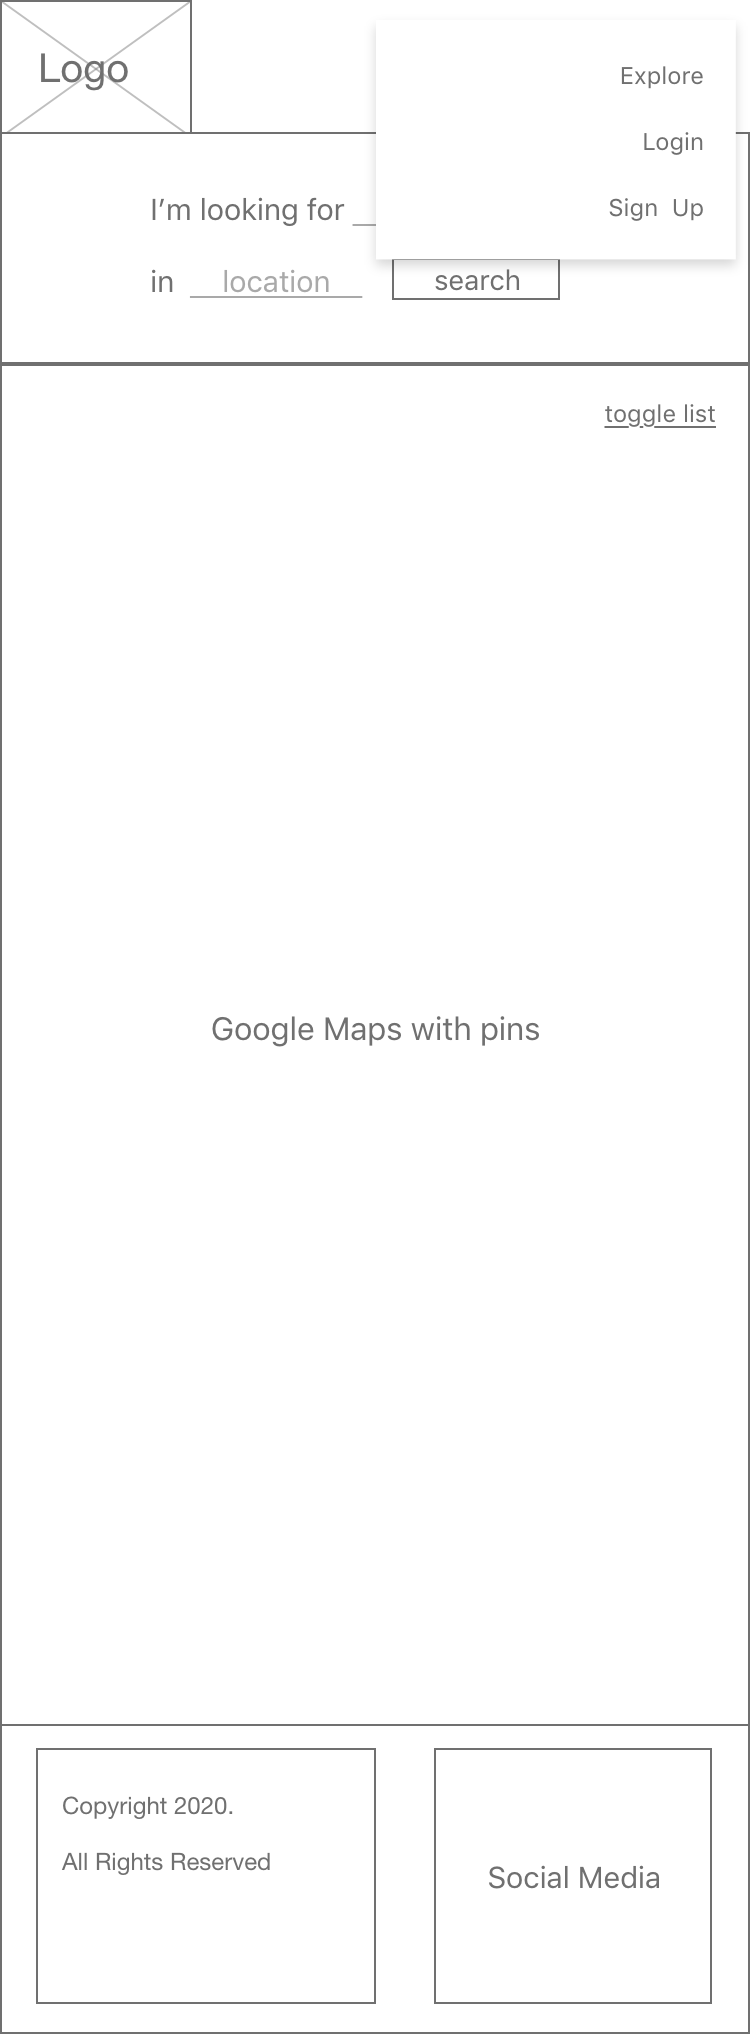 Logo
Explore
Login
Sign Up
I’m looking for
in location search
toggle list
Google Maps with pins
Copyright 2020.
All Rights Reserved
Social Media